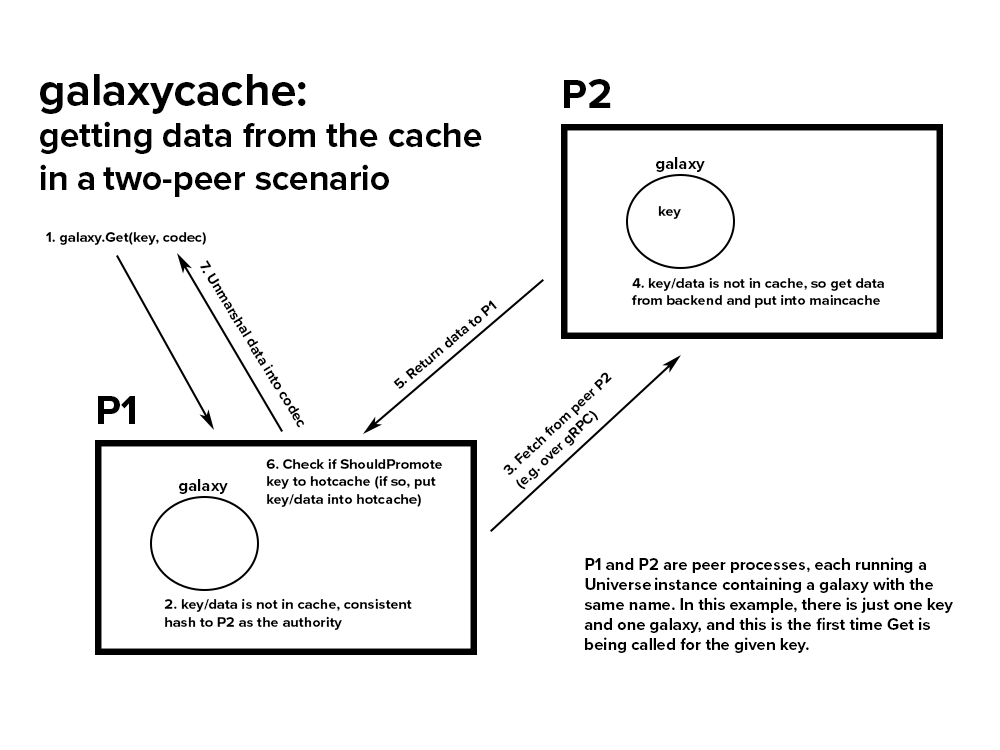 galaxycache:
getting data from the cache
in a two-peer scenario
P2
galaxy
key
4. key/data is not in cache, so get data
from backend and put into maincache
1. galaxy.Get(key, codec)
7. Unmarshal data into codec
5. Return data to P1
3. Fetch from peer P2
(e.g. over gRPC)
P1
6. Check if ShouldPromote
key to hotcache (if so, put
key/data into hotcache)
galaxy
2. key/data is not in cache, consistent
hash to P2 as the authority
P1 and P2 are peer processes, each running a
Universe instance containing a galaxy with the
same name. In this example, there is just one key
and one galaxy, and this is the first time Get is
being called for the given key.